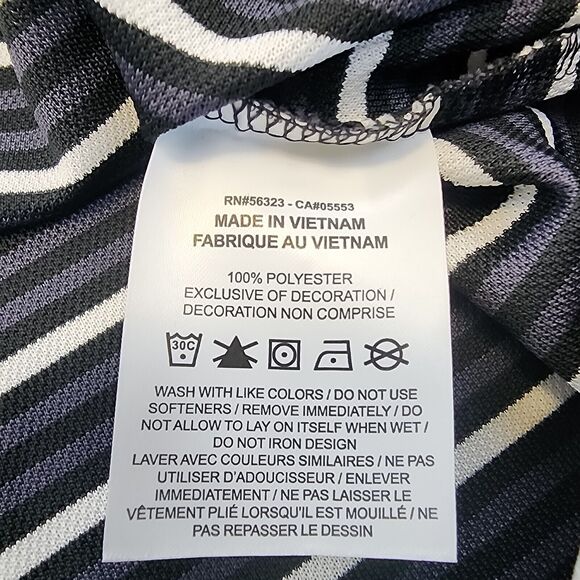 RN#56323 - CA#05553
MADE IN VIETNAM
FABRIQUE AU VIETNAM
100% POLYESTER
EXCLUSIVE OF DECORATION /
DECORATION NON COMPRISE
30C
WASH WITH LIKE COLORS / DO NOT USE
SOFTENERS / REMOVE IMMEDIATELY / DO
NOT ALLOW TO LAY ON ITSELF WHEN WET /
DO NOT IRON DESIGN
LAVER AVEC COULEURS SIMILAIRES / NE PAS
UTILISER D'ADOUCISSEUR / ENLEVER
IMMEDIATEMENT / NE PAS LAISSER LE
VÊTEMENT PLIÉ LORSQU'IL EST MOUILLÉ / NE
PAS REPASSER LE DESSIN